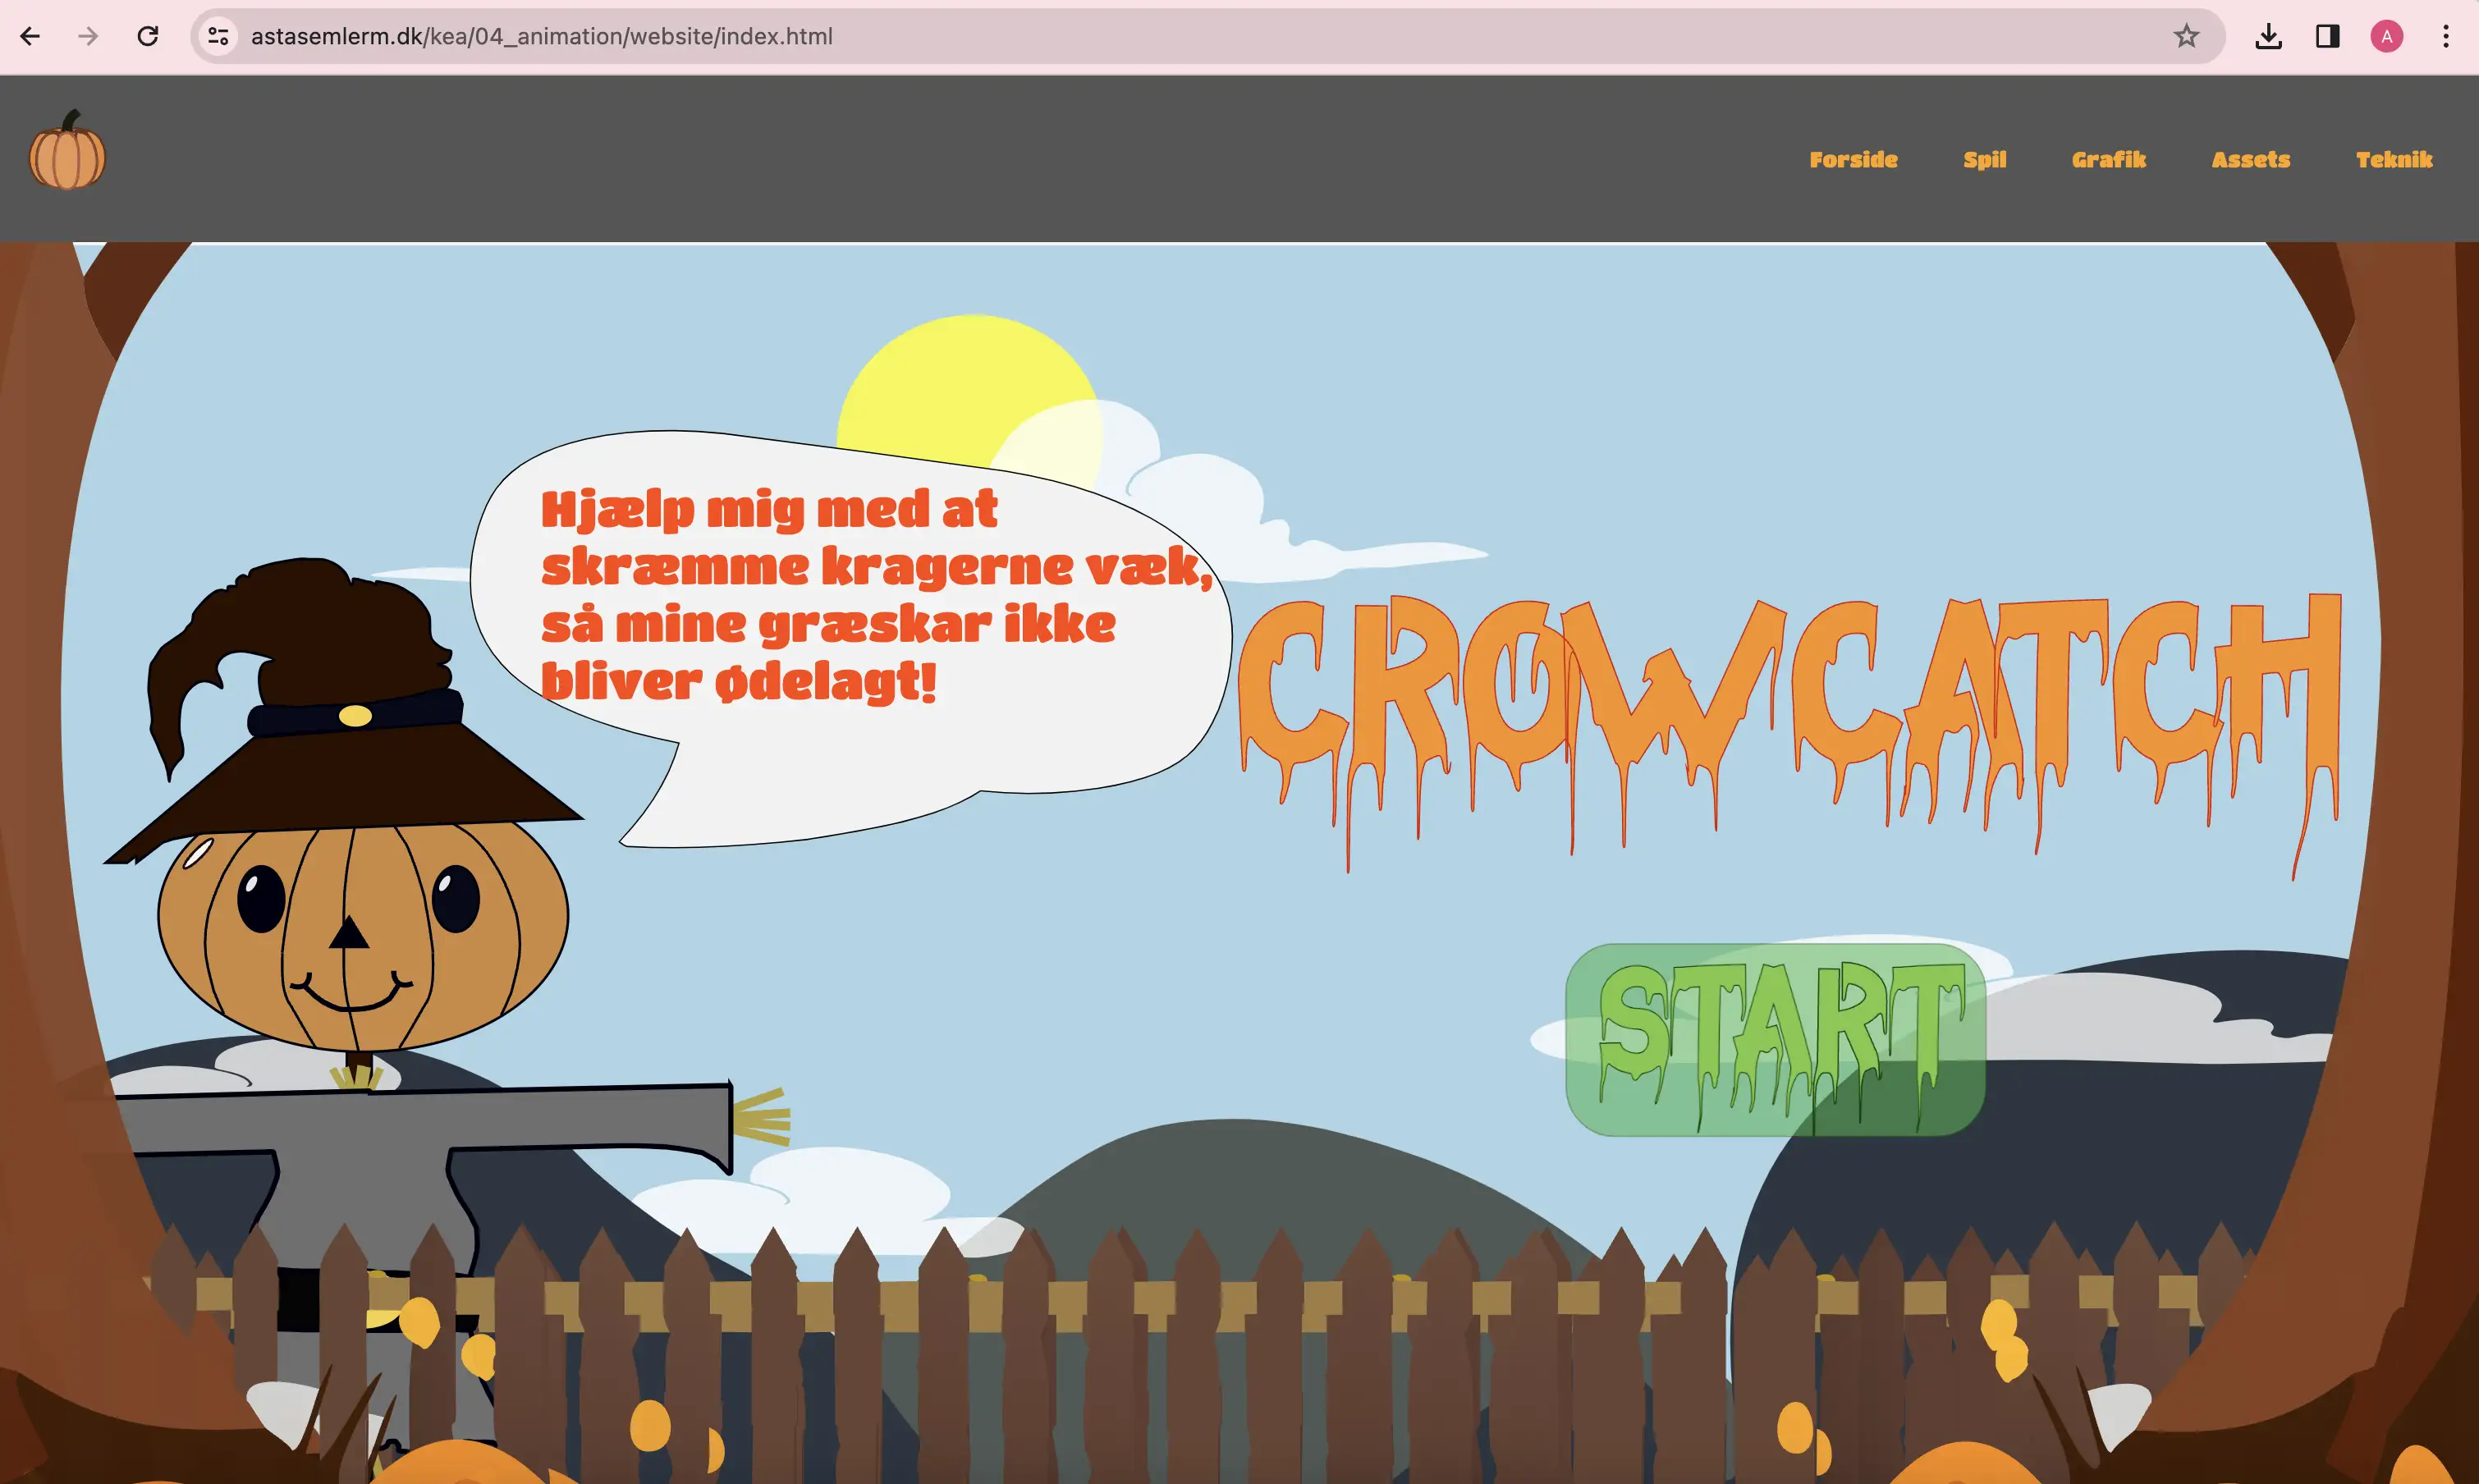 astasemlerm.dk/kea/04_animation/website/index.html
A
Forside Spil Grafik Assets Teknik
Hjælp mig med at
skræmme kragerne væk,
så mine græskar ikke
bliver ødelagt!
CROWCATCH
START